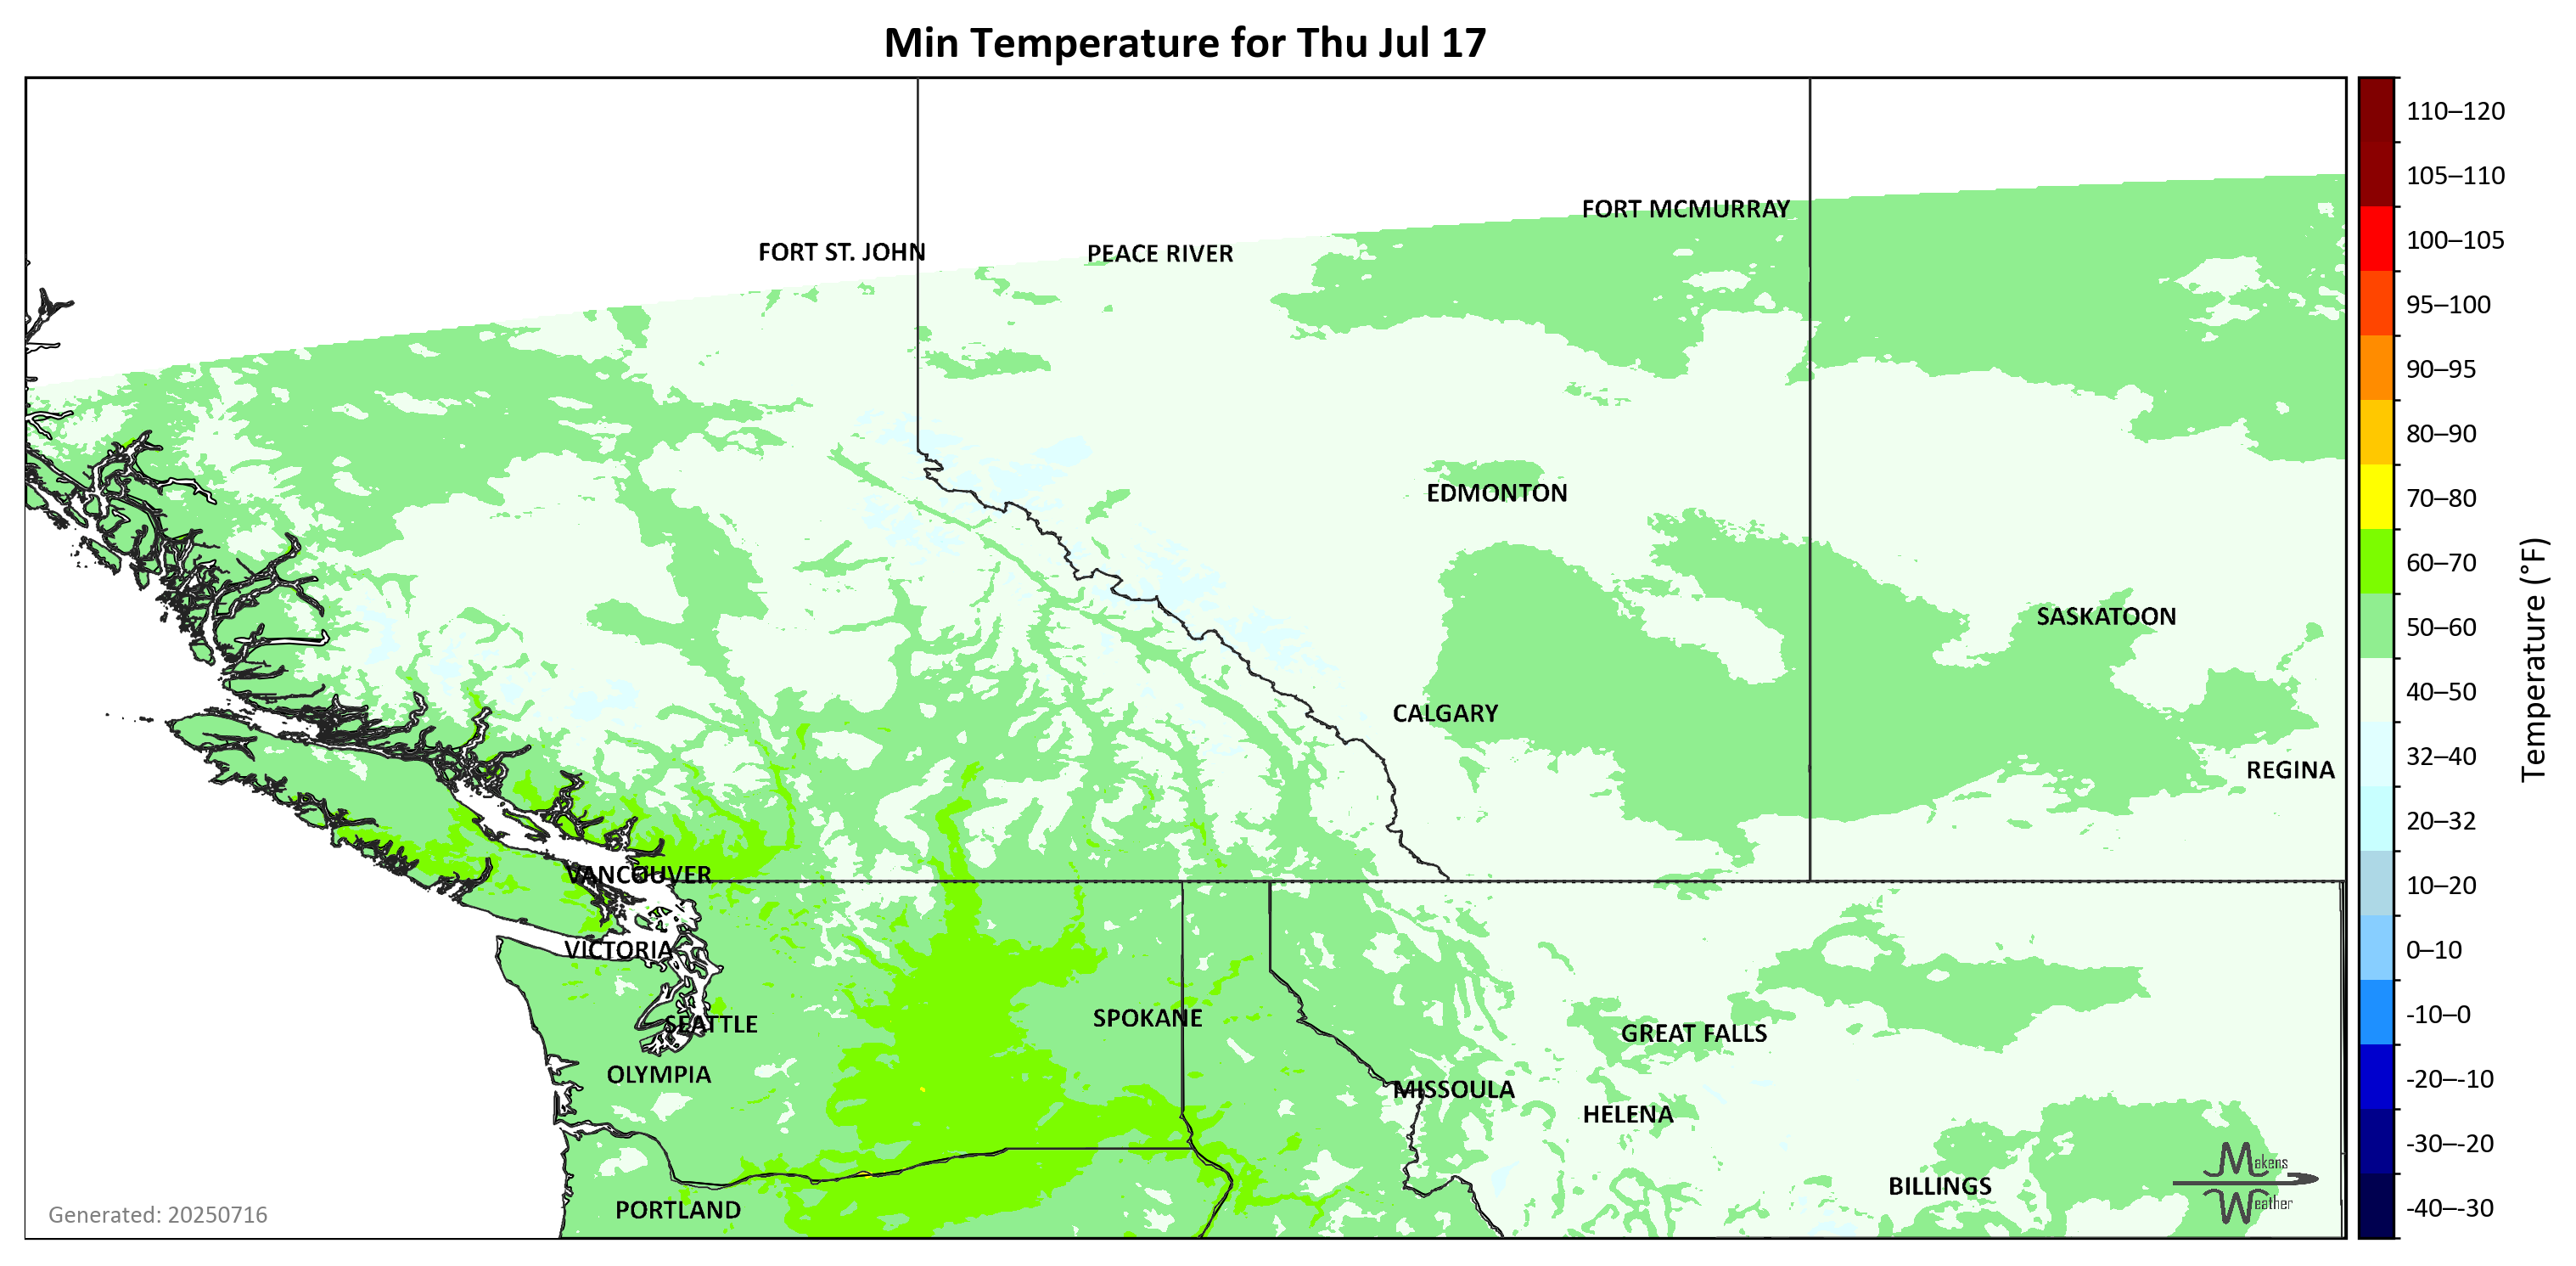 Min Temperature for Thu Jul 17
110–120
105–110
100–105
95–100
90–95
80–90
70–80
60–70
50–60
40–50
32–40
20–32
10–20
0–10
-10–0
-20–-10
-30–-20
-40–-30
Temperature (°F)
FORT MCMURRAY
FORT ST. JOHN
PEACE RIVER
EDMONTON
SASKATOON
CALGARY
REGINA
VANCOUVER
VICTORIA
SEATTLE
SPOKANE
GREAT FALLS
OLYMPIA
MISSOULA
HELENA
BILLINGS
PORTLAND
Makens
Weather
Generated: 20250716